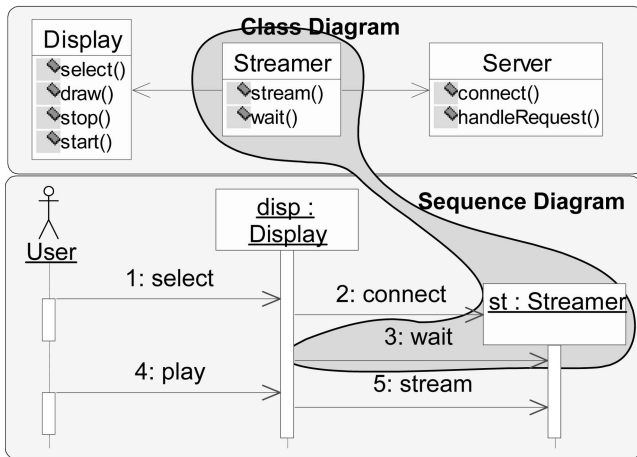 Class Diagram
Display
select()
draw()
stop()
start()
Streamer
stream()
wait()
Server
connect()
handleRequest()
Sequence Diagram
User
disp :
Display
st : Streamer
1: select
2: connect
3: wait
4: play
5: stream